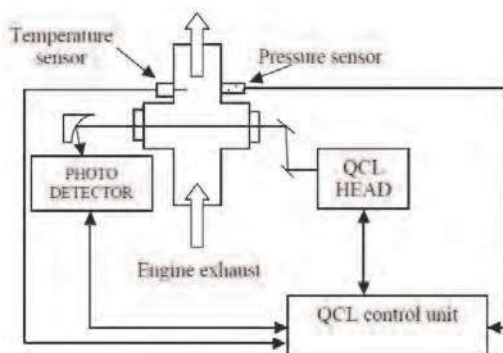 Temperature
sensor
Pressure sensor
PHOTO
DETECTOR
QCL
HEAD
Engine exhaust
QCL control unit